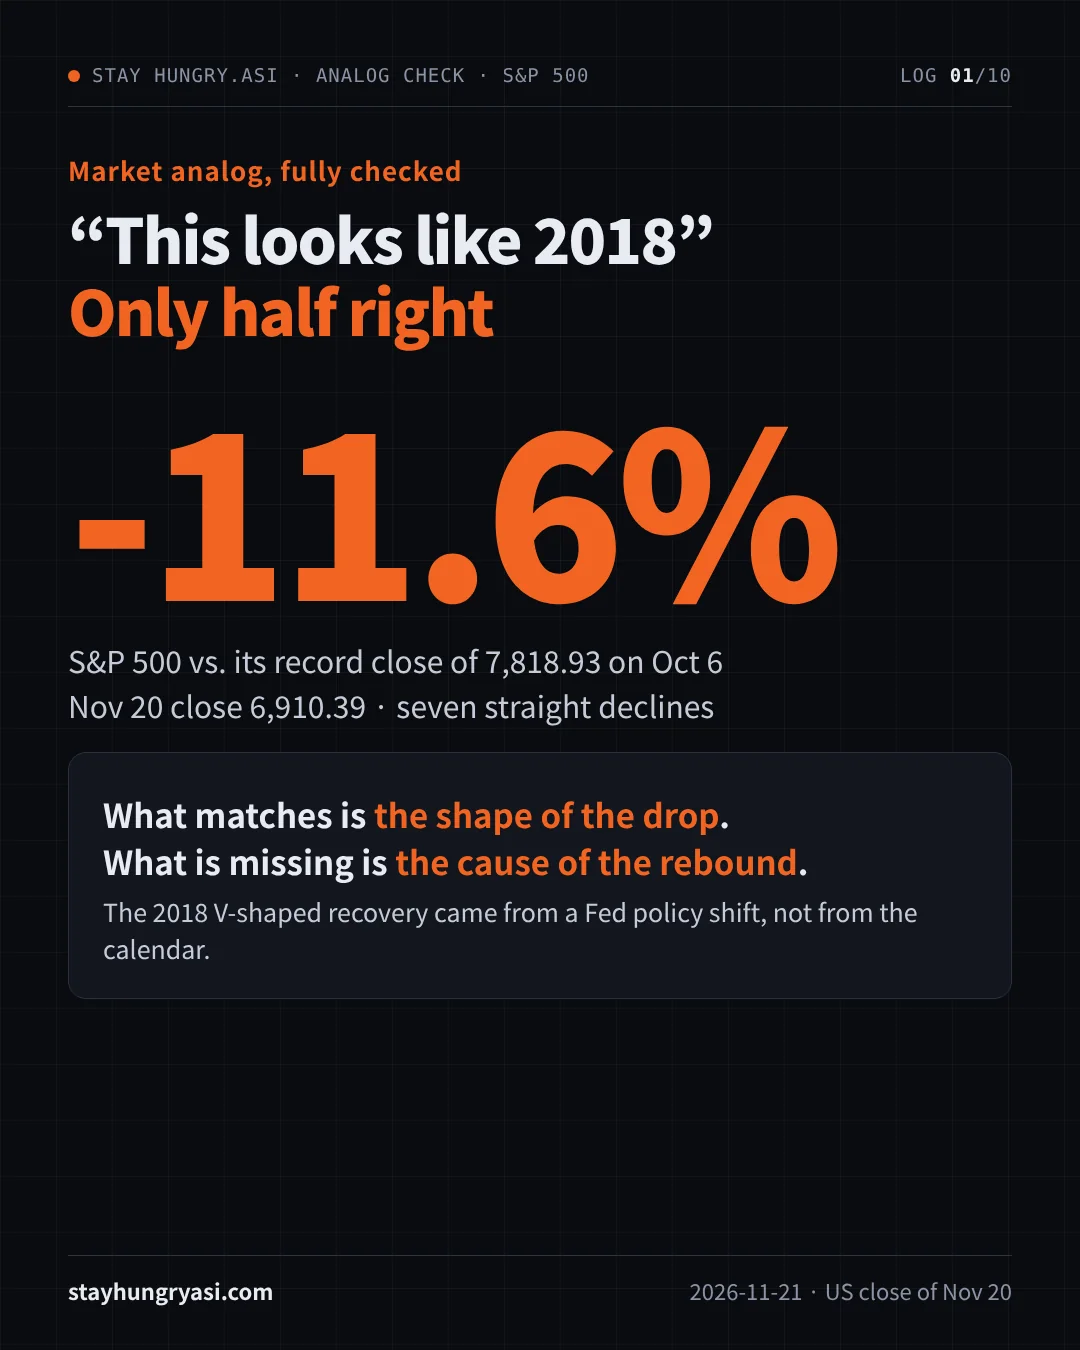 STAY HUNGRY.ASI · ANALOG CHECK · S&P 500
LOG 01/10
Market analog, fully checked
“This looks like 2018”
Only half right
-11.6%
S&P 500 vs. its record close of 7,818.93 on Oct 6
Nov 20 close 6,910.39 · seven straight declines
What matches is the shape of the drop.
What is missing is the cause of the rebound.
The 2018 V-shaped recovery came from a Fed policy shift, not from the
calendar.
stayhungryasi.com
2026-11-21 · US close of Nov 20